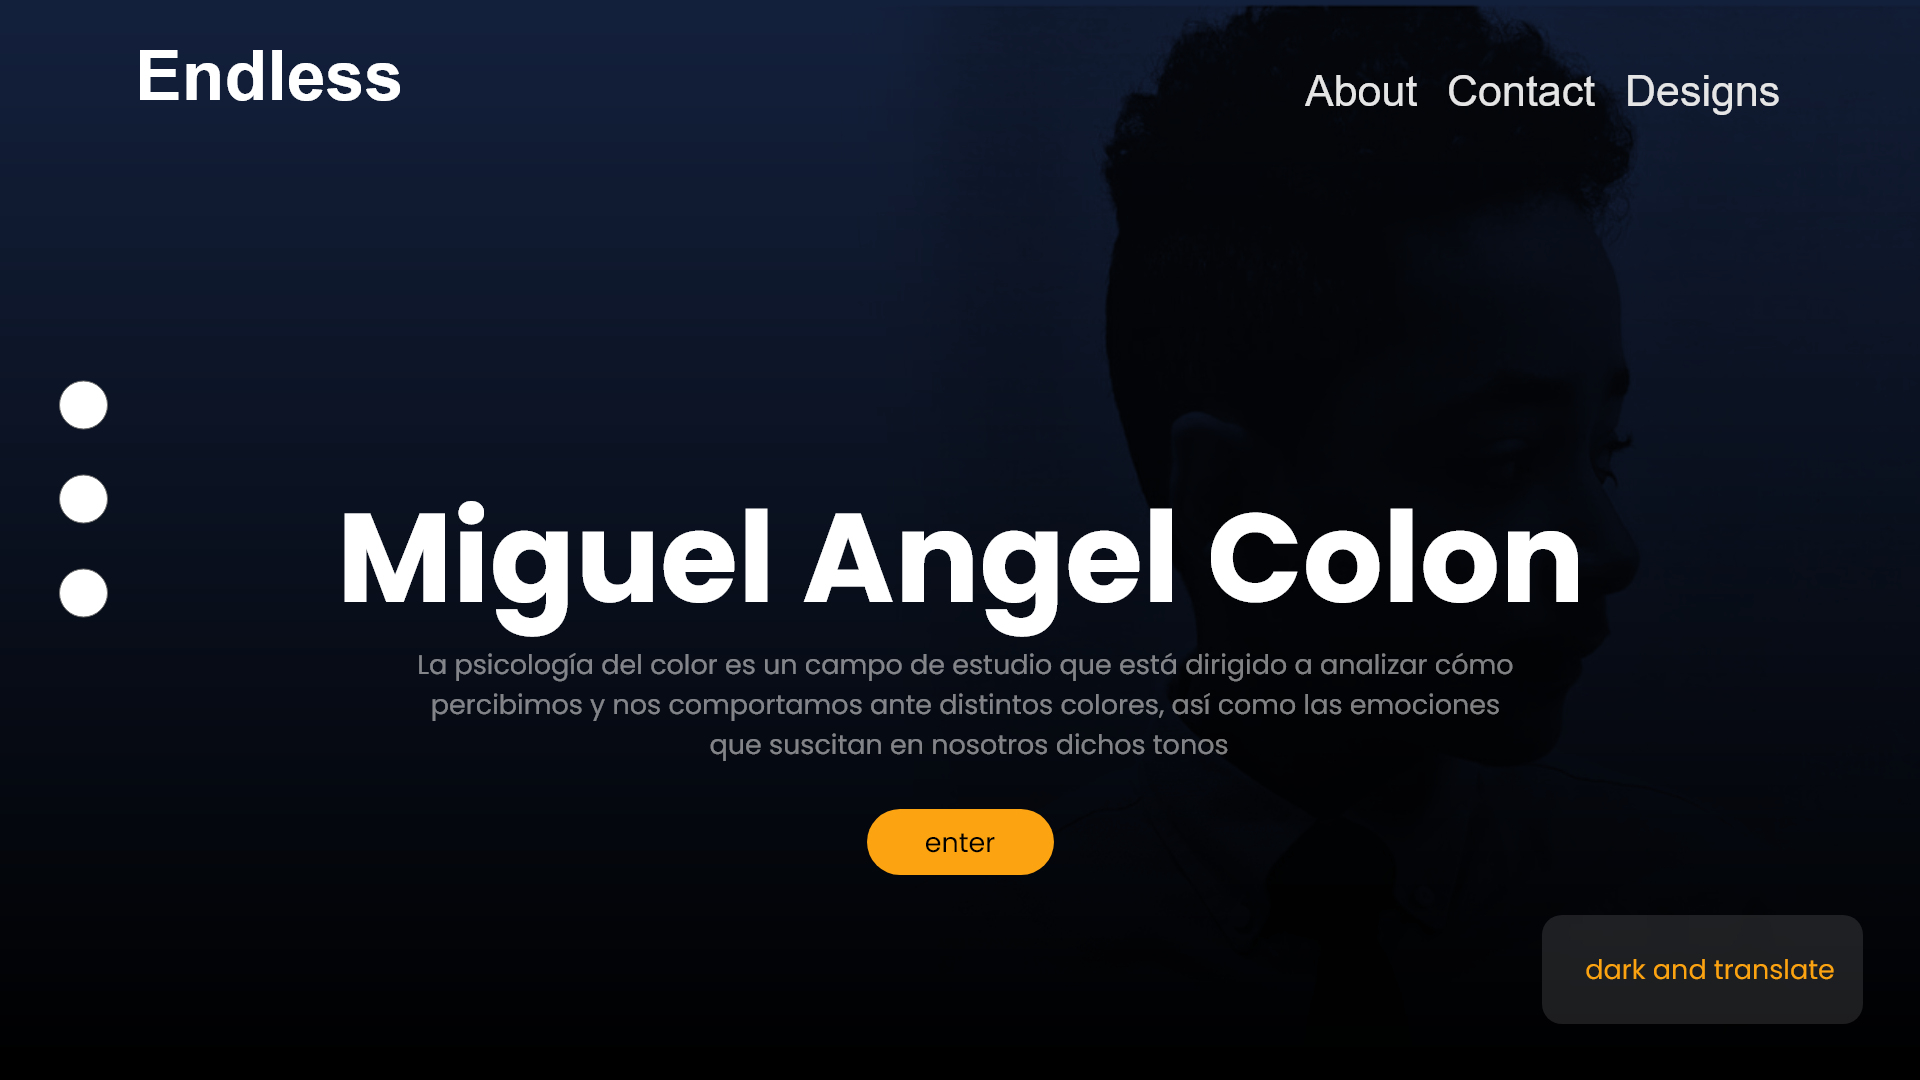 Endless
About Contact Designs
Miguel Angel Colon
La psicología del color es un campo de estudio que está dirigido a analizar cómo
percibimos y nos comportamos ante distintos colores, así como las emociones
que suscitan en nosotros dichos tonos
enter
dark and translate